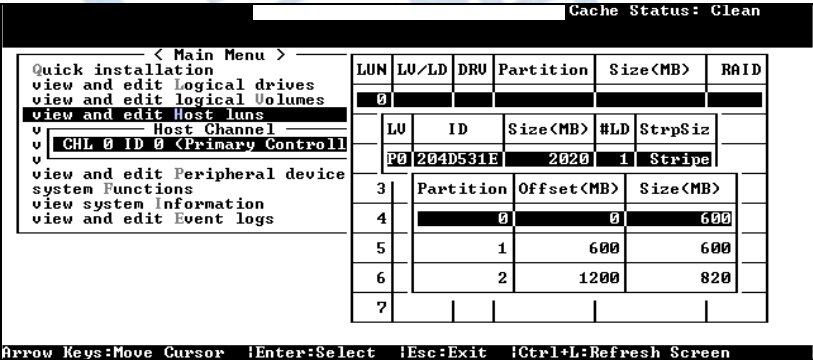 Cache Status: Clean
< Main Menu >
Quick installation
view and edit Logical drives
view and edit logical Volumes
view and edit Host luns
v
Host Channel
v CHL 0 ID 0 (Primary Controll
v
view and edit Peripheral device
system Functions
view system Information
view and edit Event logs
LUN LV/LD DRV Partition Size(MB) RAID
0
LV ID Size(MB) #LD StrpSiz
P0 204D531E 2020 1 Stripe
3 Partition Offset(MB) Size(MB)
4 0 0 600
5 1 600 600
6 2 1200 820
7
Arrow Keys:Move Cursor |Enter:Select |Esc:Exit |Ctrl+L:Refresh Screen